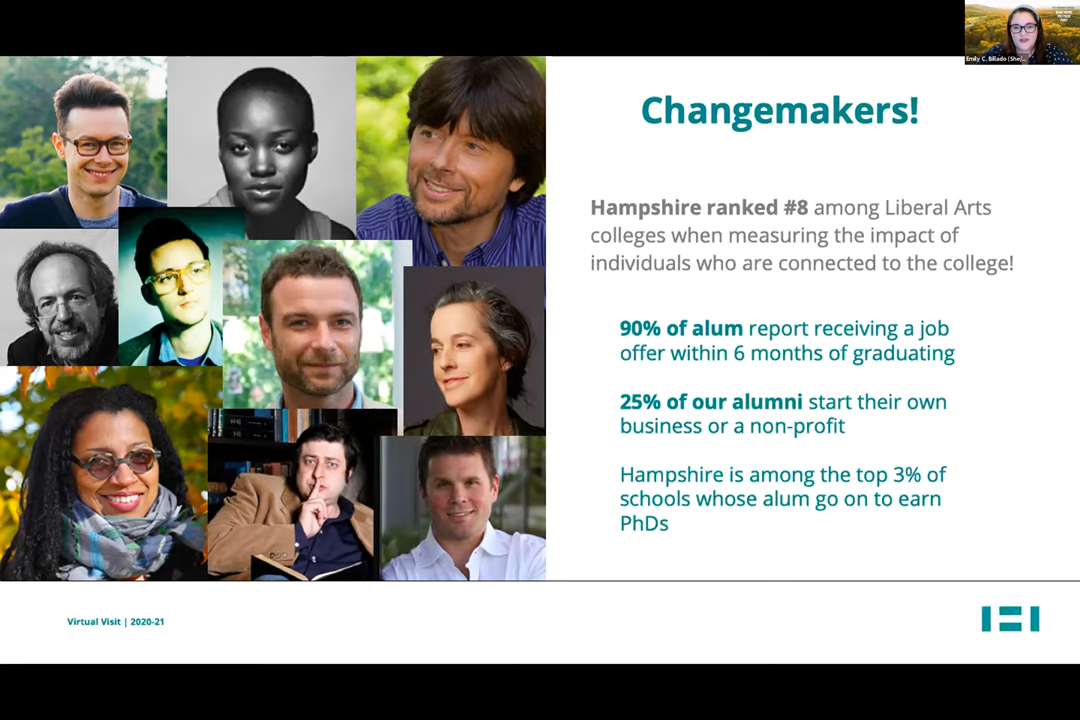 Emily C. Billado (She/...
Changemakers!
Hampshire ranked #8 among Liberal Arts
colleges when measuring the impact of
individuals who are connected to the college!
90% of alum report receiving a job
offer within 6 months of graduating
25% of our alumni start their own
business or a non-profit
Hampshire is among the top 3% of
schools whose alum go on to earn
PhDs
Virtual Visit | 2020-21